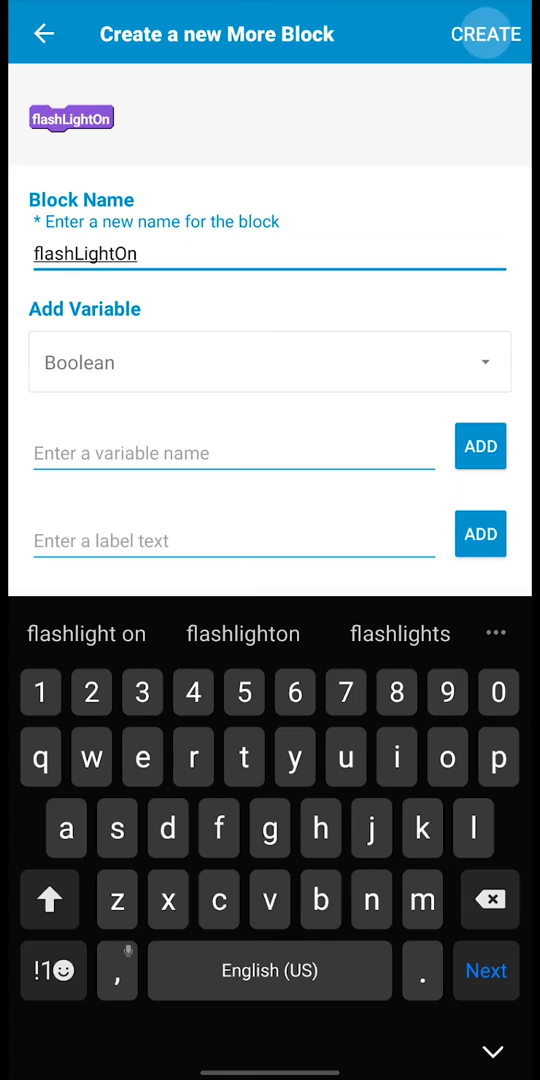 Create a new More Block
CREATE
flashLightOn
Block Name
* Enter a new name for the block
flashLightOn
Add Variable
Boolean
Enter a variable name
ADD
Enter a label text
ADD
flashlight on flashlighton flashlights •••
1 2 3 4 5 6 7 8 9 0
q w e r t y u i o p
a s d f g h j k l
z x c v b n m
!1☺ , English (US) . Next